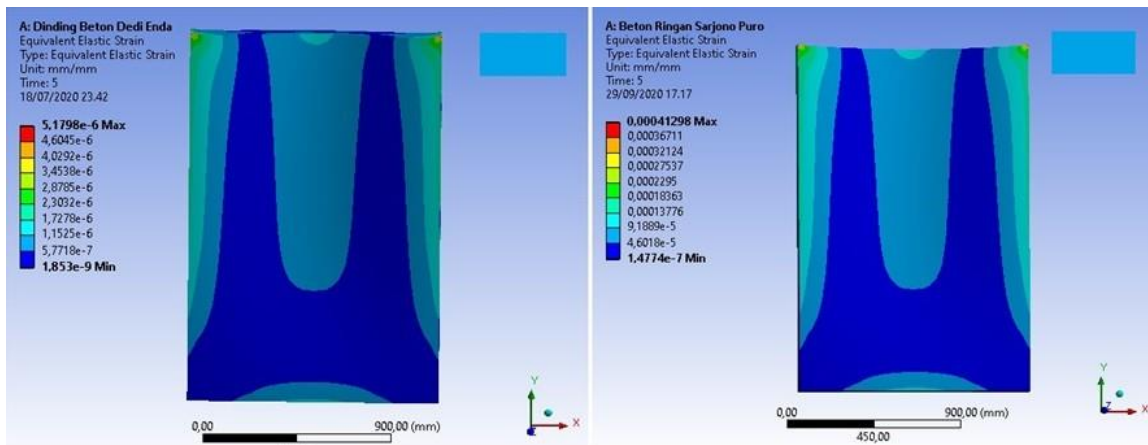 A: Dinding Beton Dedi Enda
Equivalent Elastic Strain
Type: Equivalent Elastic Strain
Unit: mm/mm
Time: 5
18/07/2020 23.42
5,1798e-6 Max
4,6045e-6
4,0292e-6
3,4538e-6
2,8785e-6
2,3032e-6
1,7278e-6
1,1525e-6
5,7718e-7
1,853e-9 Min
0,00
900,00 (mm)
Y
X
Z
A: Beton Ringan Sarjono Puro
Equivalent Elastic Strain
Type: Equivalent Elastic Strain
Unit: mm/mm
Time: 5
29/09/2020 17.17
0,00041298 Max
0,00036711
0,00032124
0,00027537
0,0002295
0,00018363
0,00013776
9,1889e-5
4,6018e-5
1,4774e-7 Min
0,00
900,00 (mm)
450,00
Y
X
Z